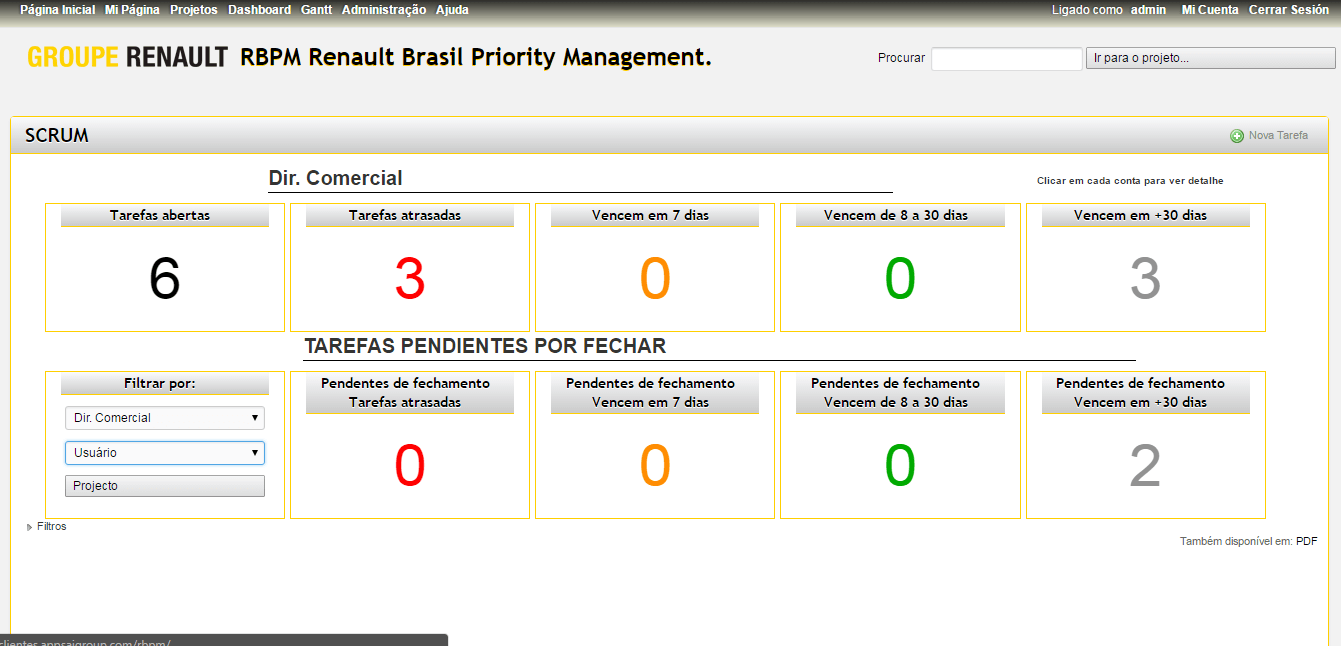 Página Inicial Mi Página Projetos Dashboard Gantt Administração Ajuda Ligado como admin Mi Cuenta Cerrar Sesión
GROUPE RENAULT RBPM Renault Brasil Priority Management. Procurar Ir para o projeto...
SCRUM Nova Tarefa
Dir. Comercial Clicar em cada conta para ver detalhe
Tarefas abertas Tarefas atrasadas Vencem em 7 dias Vencem de 8 a 30 dias Vencem em +30 dias
6 3 0 0 3
TAREFAS PENDIENTES POR FECHAR
Filtrar por: Pendentes de fechamento Pendentes de fechamento Pendentes de fechamento Pendentes de fechamento
Tarefas atrasadas Vencem em 7 dias Vencem de 8 a 30 dias Vencem em +30 dias
Dir. Comercial
Usuário
0 0 0 2
Projecto
Filtros
Também disponível em: PDF
clientes.appsaigroup.com/rbpm/